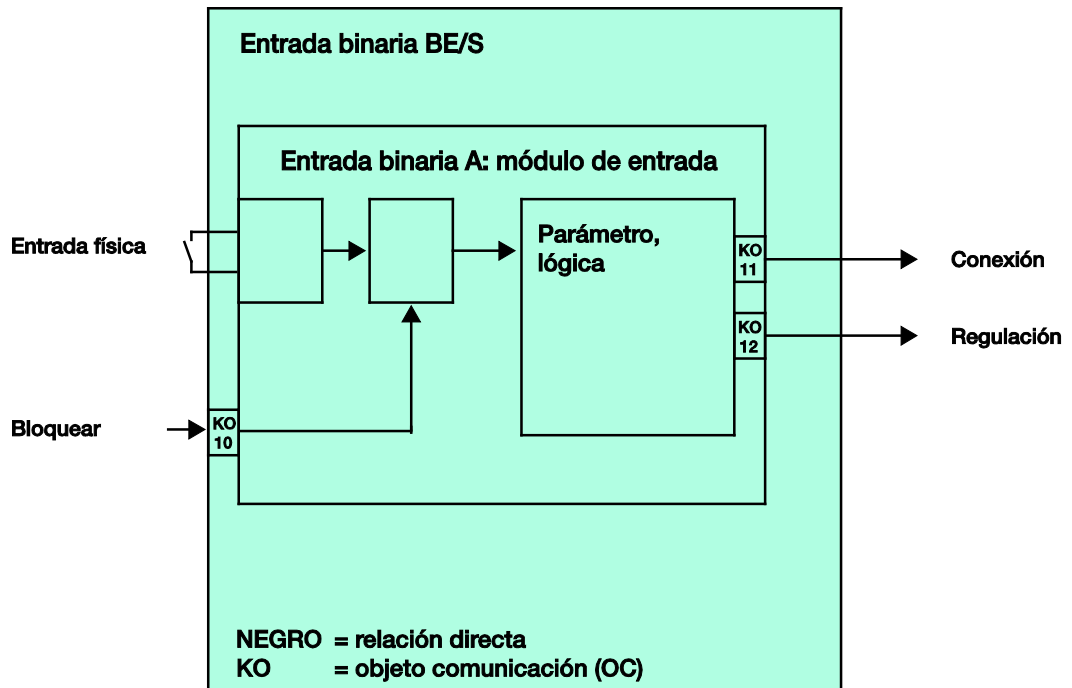 Entrada binaria BE/S
Entrada binaria A: módulo de entrada
Entrada física
Parámetro,
lógica
KO
11
Conexión
KO
12
Regulación
Bloquear
KO
10
NEGRO = relación directa
KO = objeto comunicación (OC)